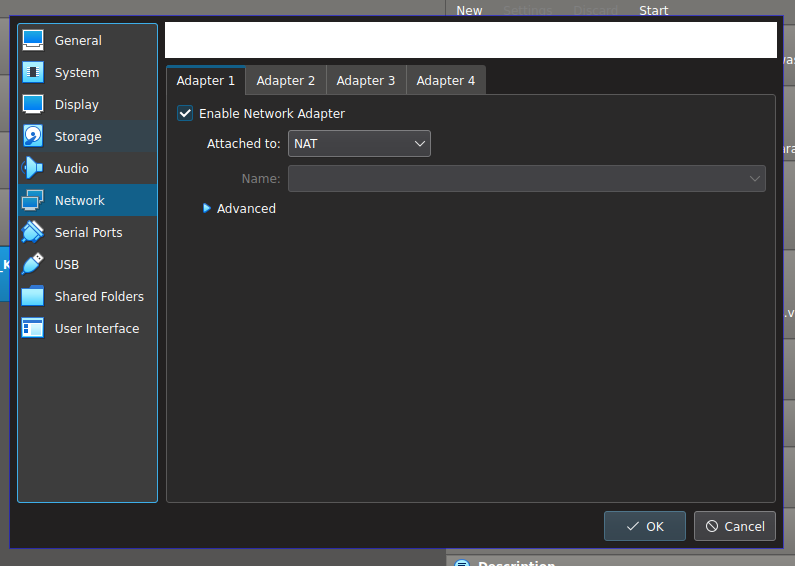 New Settings Discard Start
General
System
Display
Storage
Audio
Network
Serial Ports
USB
Shared Folders
User Interface
Adapter 1 Adapter 2 Adapter 3 Adapter 4
Enable Network Adapter
Attached to: NAT
Name:
Advanced
OK Cancel
Description